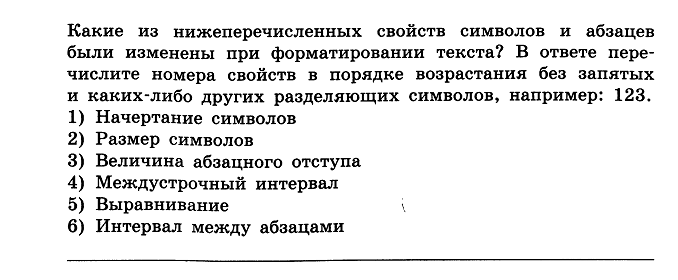 Какие из нижеперечисленных свойств символов и абзацев
были изменены при форматировании текста? В ответе пере-
числите номера свойств в порядке возрастания без запятых
и каких-либо других разделяющих символов, например: 123.
1) Начертание символов
2) Размер символов
3) Величина абзацного отступа
4) Междустрочный интервал
5) Выравнивание
6) Интервал между абзацами